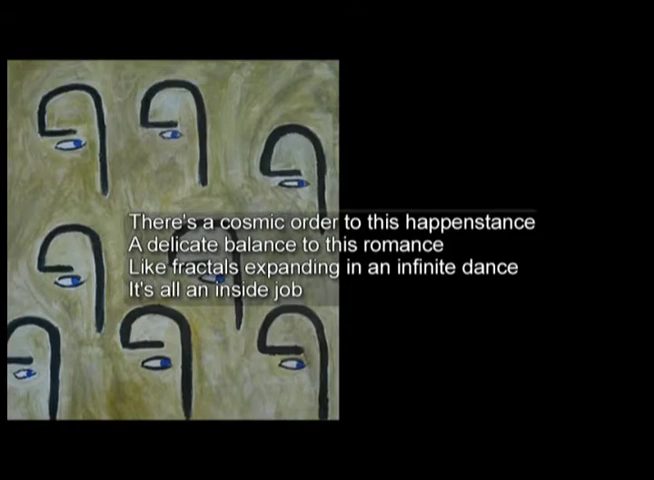 There's a cosmic order to this happenstance
A delicate balance to this romance
Like fractals expanding in an infinite dance
It's all an inside job